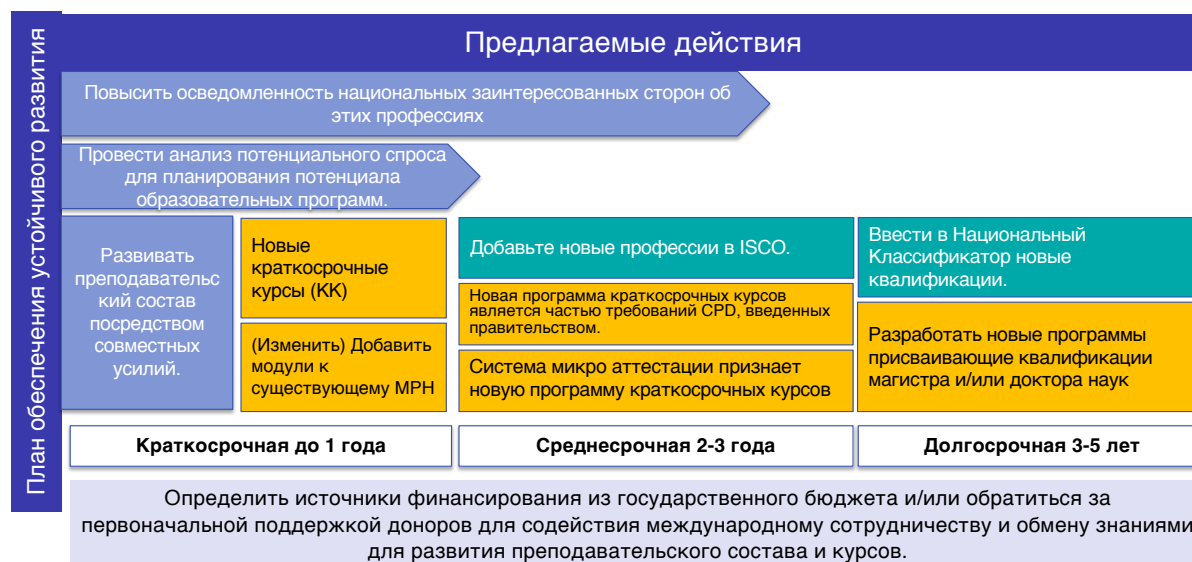 План обеспечения устойчивого развития
Предлагаемые действия
Повысить осведомленность национальных заинтересованных сторон об
этих профессиях
Провести анализ потенциального спроса
для планирования потенциала
образовательных программ.
Развивать
преподавательс
кий состав
посредством
совместных
усилий.
Новые
краткосрочные
курсы (КК)
(Изменить) Добавить
модули к
существующему MPH
Добавьте новые профессии в ISCO.
Новая программа краткосрочных курсов
является частью требований CPD, введенных
правительством.
Система микро аттестации признает
новую программу краткосрочных курсов
Ввести в Национальный
Классификатор новые
квалификации.
Разработать новые программы
присваивающие квалификации
магистра и/или доктора наук
Краткосрочная до 1 года
Среднесрочная 2-3 года
Долгосрочная 3-5 лет
Определить источники финансирования из государственного бюджета и/или обратиться за
первоначальной поддержкой доноров для содействия международному сотрудничеству и обмену знаниями
для развития преподавательского состава и курсов.